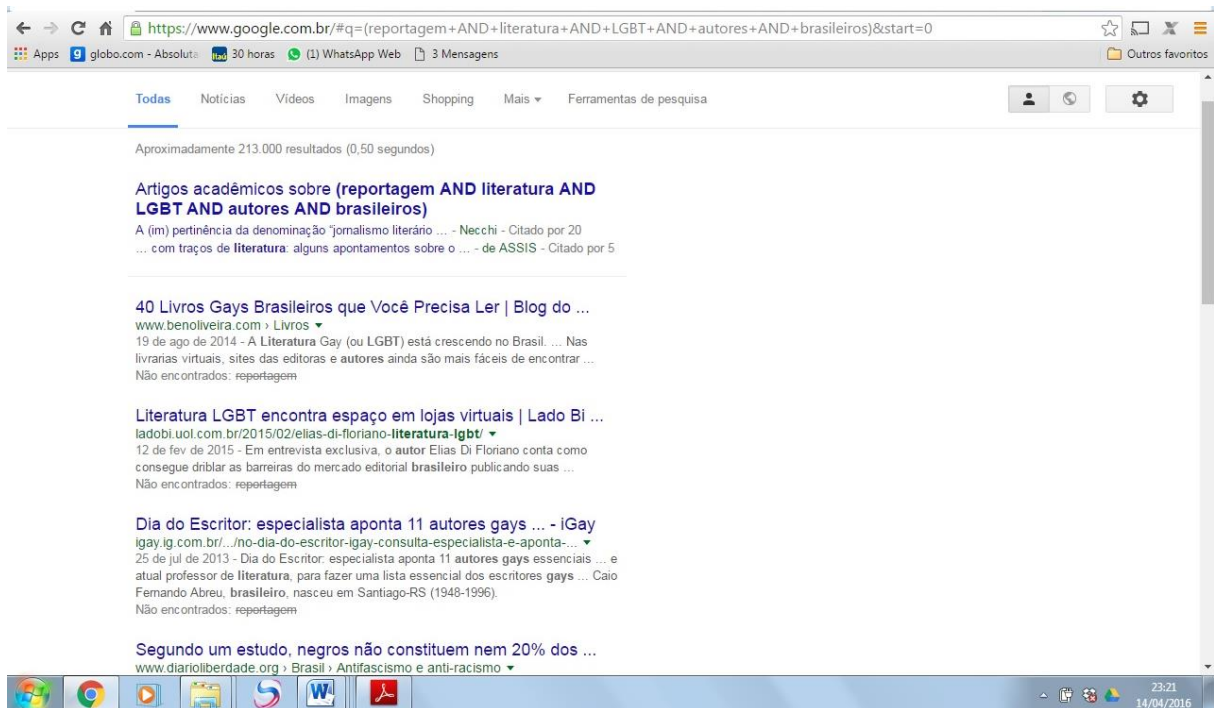 https://www.google.com.br/#q=(reportagem+AND+literatura+AND+LGBT+AND+autores+AND+brasileiros)&start=0
Apps globo.com - Absoluta 30 horas (1) WhatsApp Web 3 Mensagens Outros favoritos
Todas Notícias Vídeos Imagens Shopping Mais Ferramentas de pesquisa
Aproximadamente 213.000 resultados (0,50 segundos)
Artigos acadêmicos sobre (reportagem AND literatura AND
LGBT AND autores AND brasileiros)
A (im) pertinência da denominação “jornalismo literário ... - Necchi - Citado por 20
... com traços de literatura: alguns apontamentos sobre o ... - de ASSIS - Citado por 5
40 Livros Gays Brasileiros que Você Precisa Ler | Blog do ...
www.benoliveira.com › Livros
19 de ago de 2014 - A Literatura Gay (ou LGBT) está crescendo no Brasil. ... Nas
livrarias virtuais, sites das editoras e autores ainda são mais fáceis de encontrar ...
Não encontrados: reportagem
Literatura LGBT encontra espaço em lojas virtuais | Lado Bi ...
ladobi.uol.com.br/2015/02/elias-di-floriano-literatura-lgbt/
12 de fev de 2015 - Em entrevista exclusiva, o autor Elias Di Floriano conta como
consegue driblar as barreiras do mercado editorial brasileiro publicando suas ...
Não encontrados: reportagem
Dia do Escritor: especialista aponta 11 autores gays ... - iGay
igay.ig.com.br/.../no-dia-do-escritor-igay-consulta-especialista-e-aponta-...
25 de jul de 2013 - Dia do Escritor: especialista aponta 11 autores gays essenciais ... e
atual professor de literatura, para fazer uma lista essencial dos escritores gays ... Caio
Fernando Abreu, brasileiro, nasceu em Santiago-RS (1948-1996).
Não encontrados: reportagem
Segundo um estudo, negros não constituem nem 20% dos ...
www.diarioliberdade.org › Brasil › Antifascismo e anti-racismo
23:21
14/04/2016